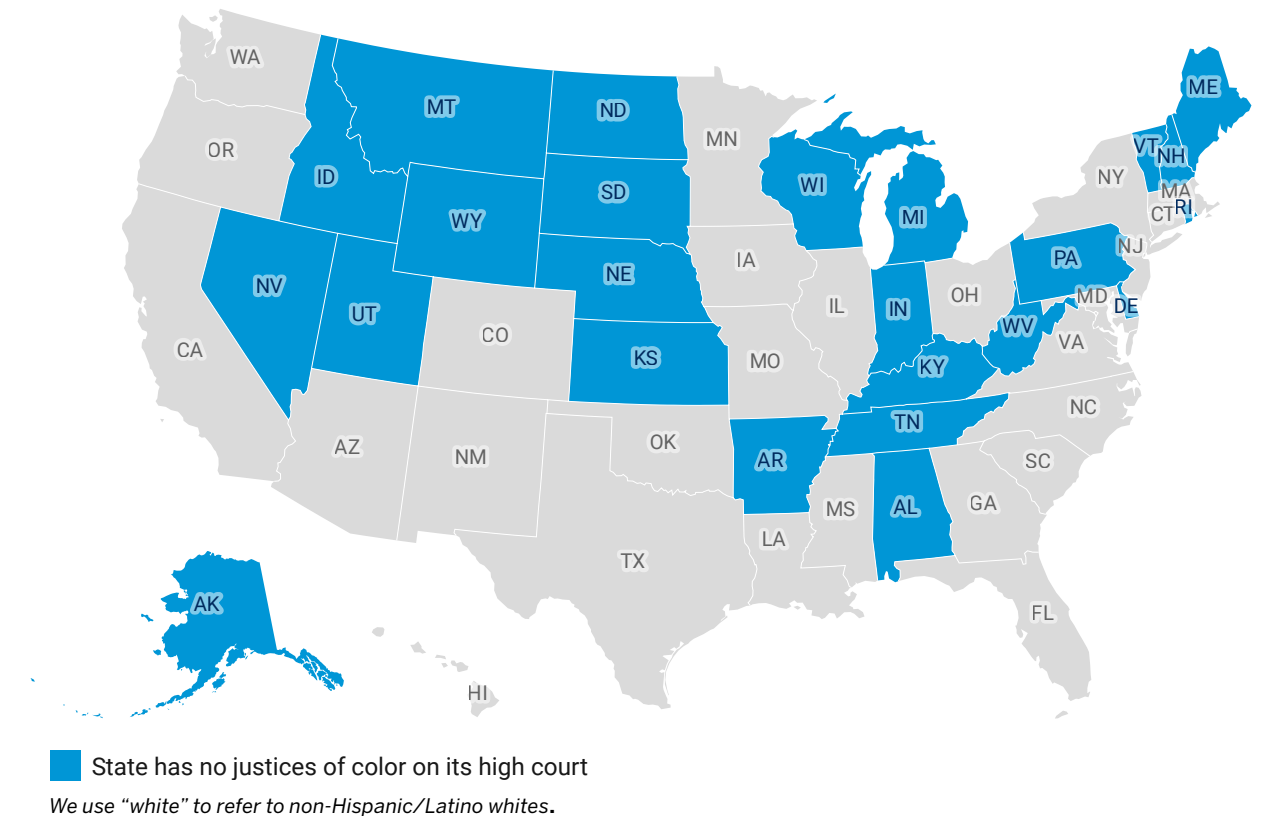 WA
MT
ND
MN
ME
OR
ID
SD
WI
VT
NH
NY
MA
WY
MI
CT
RI
NE
IA
PA
NJ
NV
UT
CO
IL
IN
OH
MD
DE
WV
VA
CA
KS
MO
KY
AZ
NM
OK
AR
TN
NC
SC
MS
AL
GA
TX
LA
FL
AK
HI
State has no justices of color on its high court
We use “white” to refer to non-Hispanic/Latino whites.